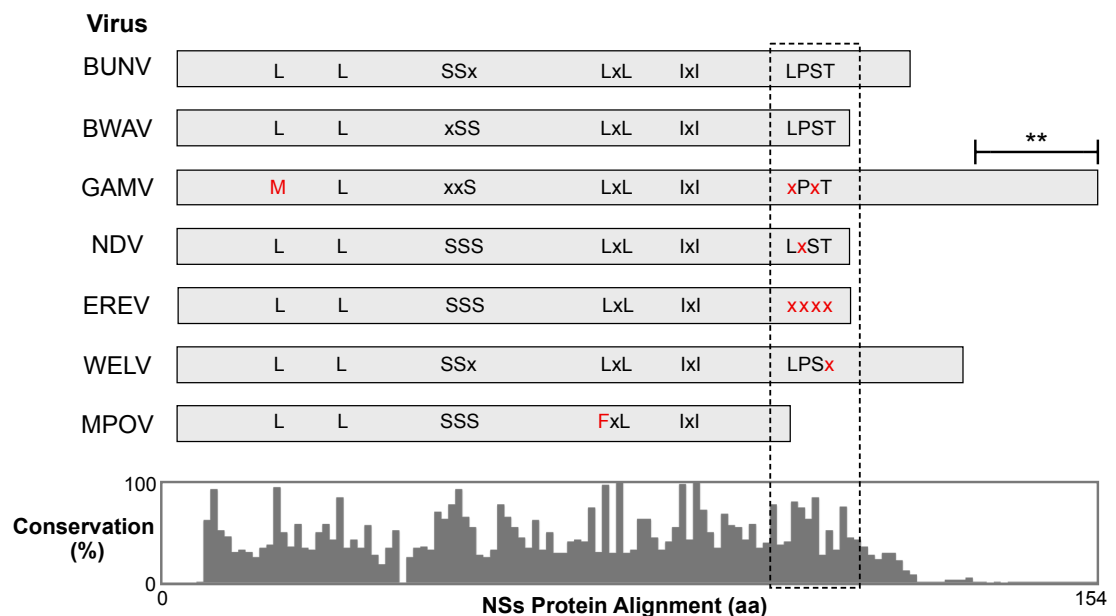 Virus
BUNV L L SSx LxL IxI LPST
BWAV L L xSS LxL IxI LPST
**
GAMV M L xxS LxL IxI xPxT
NDV L L SSS LxL IxI LxST
EREV L L SSS LxL IxI xxxx
WELV L L SSx LxL IxI LPSx
MPOV L L SSS FxL IxI
100
Conservation
(%)
0
0 NSs Protein Alignment (aa) 154